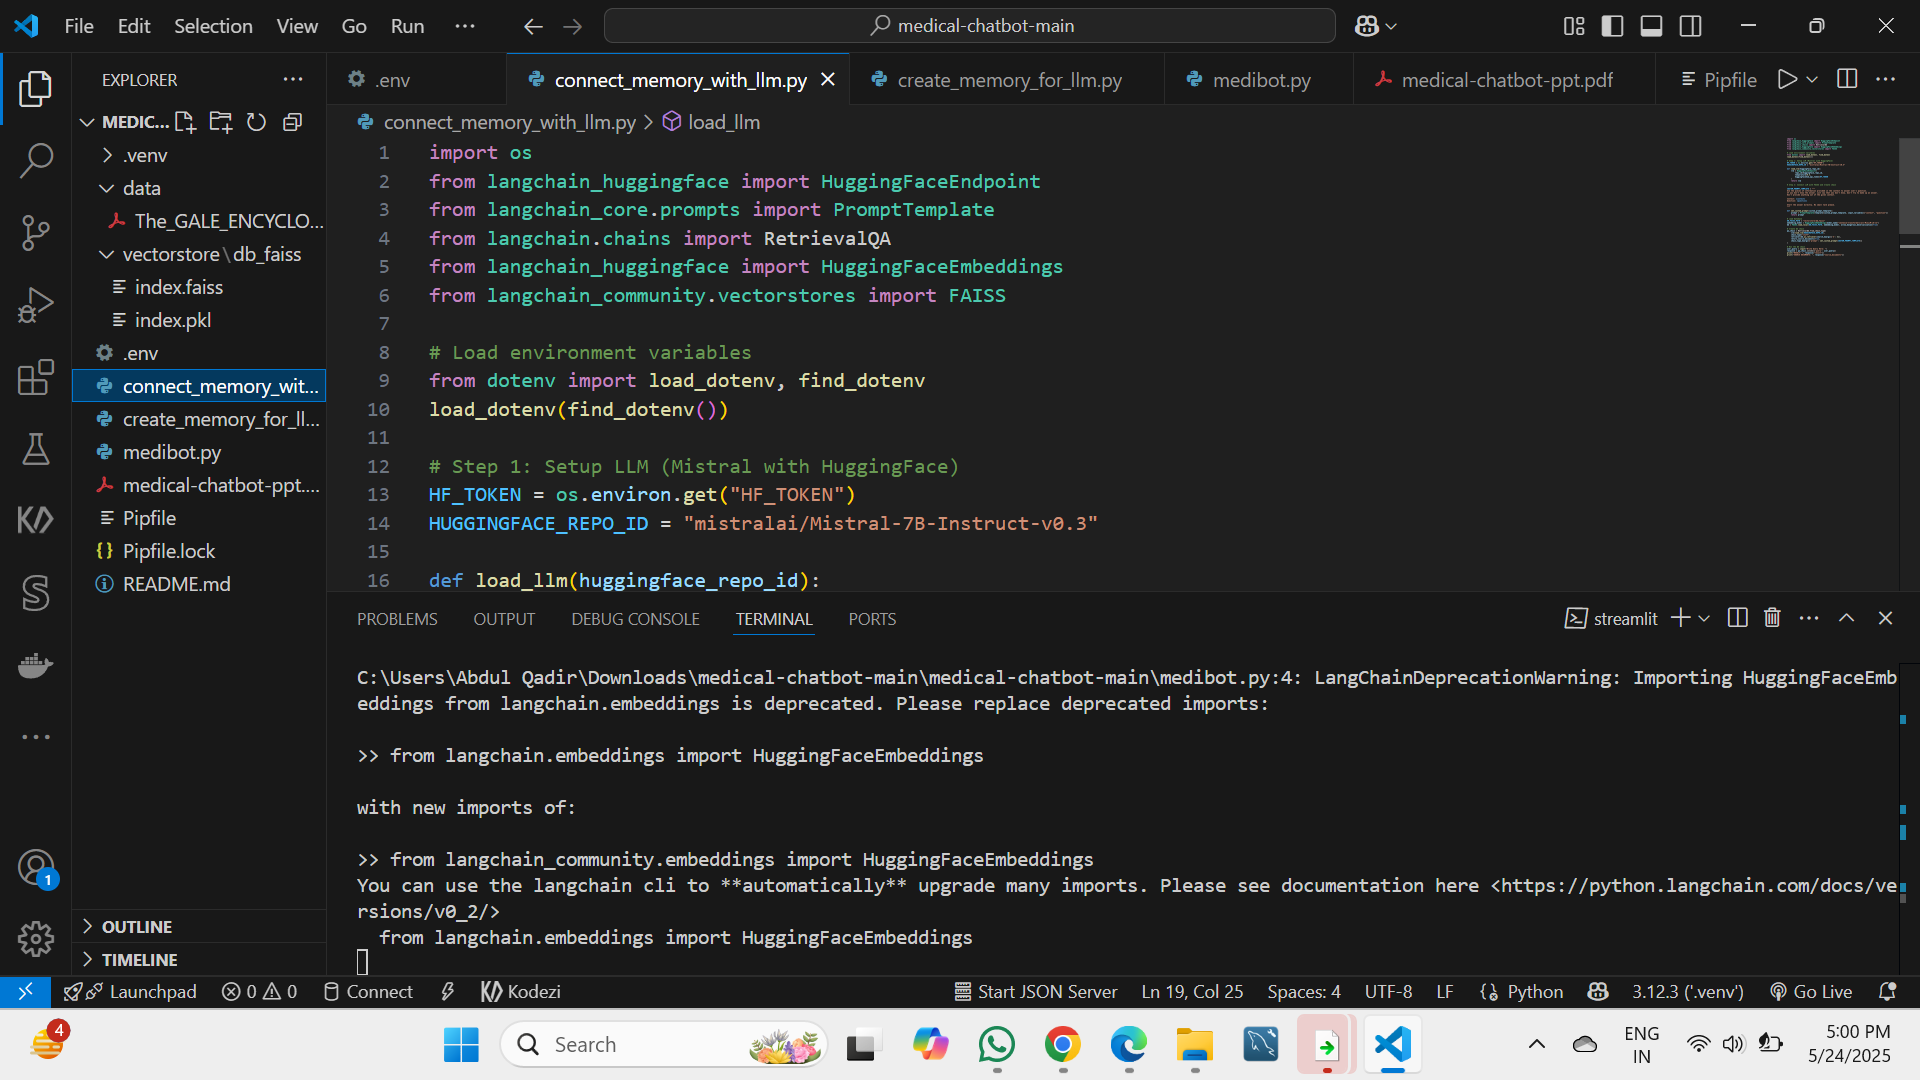 File Edit Selection View Go Run ··· medical-chatbot-main
EXPLORER
MEDIC...
.venv
data
The_GALE_ENCYCLO...
vectorstore\db_faiss
index.faiss
index.pkl
.env
connect_memory_wit...
create_memory_for_ll...
medibot.py
medical-chatbot-ppt....
Pipfile
Pipfile.lock
README.md
OUTLINE
TIMELINE
.env connect_memory_with_llm.py create_memory_for_llm.py medibot.py medical-chatbot-ppt.pdf Pipfile
connect_memory_with_llm.py > load_llm
1 import os
2 from langchain_huggingface import HuggingFaceEndpoint
3 from langchain_core.prompts import PromptTemplate
4 from langchain.chains import RetrievalQA
5 from langchain_huggingface import HuggingFaceEmbeddings
6 from langchain_community.vectorstores import FAISS
7
8 # Load environment variables
9 from dotenv import load_dotenv, find_dotenv
10 load_dotenv(find_dotenv())
11
12 # Step 1: Setup LLM (Mistral with HuggingFace)
13 HF_TOKEN = os.environ.get("HF_TOKEN")
14 HUGGINGFACE_REPO_ID = "mistralai/Mistral-7B-Instruct-v0.3"
15
16 def load_llm(huggingface_repo_id):
PROBLEMS OUTPUT DEBUG CONSOLE TERMINAL PORTS streamlit
C:\Users\Abdul Qadir\Downloads\medical-chatbot-main\medical-chatbot-main\medibot.py:4: LangChainDeprecationWarning: Importing HuggingFaceEmb
eddings from langchain.embeddings is deprecated. Please replace deprecated imports:
>> from langchain.embeddings import HuggingFaceEmbeddings
with new imports of:
>> from langchain_community.embeddings import HuggingFaceEmbeddings
You can use the langchain cli to **automatically** upgrade many imports. Please see documentation here <https://python.langchain.com/docs/ve
rsions/v0_2/>
from langchain.embeddings import HuggingFaceEmbeddings
1
Launchpad 0 0 Connect Kodezi Start JSON Server Ln 19, Col 25 Spaces: 4 UTF-8 LF Python 3.12.3 ('.venv') Go Live
4 Search ENG
IN
5:00 PM
5/24/2025